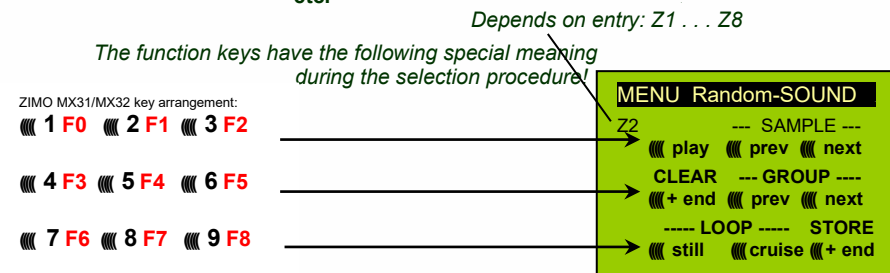 Depends on entry: Z1 . . . Z8
The function keys have the following special meaning
during the selection procedure!
ZIMO MX31/MX32 key arrangement:
((((( 1 F0 ((((( 2 F1 ((((( 3 F2
((((( 4 F3 ((((( 5 F4 ((((( 6 F5
((((( 7 F6 ((((( 8 F7 ((((( 9 F8
MENU Random-SOUND
Z2 --- SAMPLE ---
((((( play ((((( prev ((((( next
CLEAR --- GROUP ----
(((((+ end ((((( prev ((((( next
----- LOOP ----- STORE
((((( still (((((cruise (((((+ end